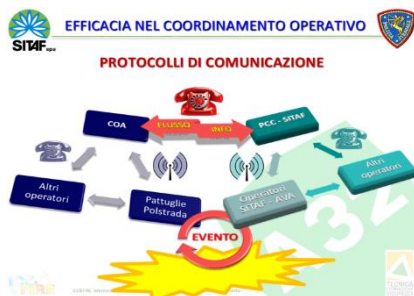 EFFICACIA NEL COORDINAMENTO OPERATIVO
SITAF spa
PROTOCOLLI DI COMUNICAZIONE
COA
FLUSSO
INFO
PCC - SITAF
Altri
operatori
Pattuglie
Polstrada
Operatori
SITAF - AVA
Altri
operatori
EVENTO
A32